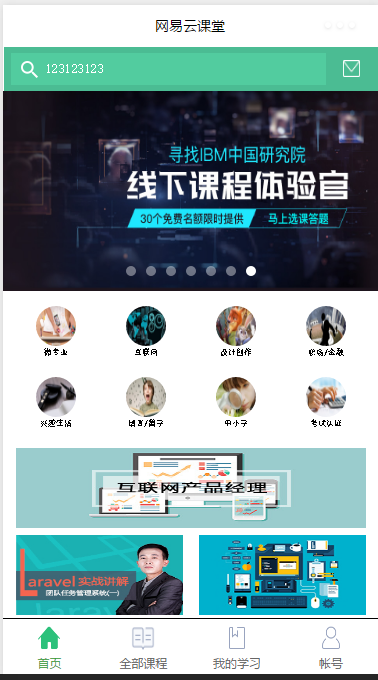 网易云课堂
123123123
寻找IBM中国研究院
线下课程体验官
30个免费名额限时提供
马上选课答题
微专业
互联网
设计创作
职场/金融
兴趣生活
语言/留学
中小学
考试认证
互联网产品经理
Laravel 实战讲解
团队任务管理系统(一)
首页
全部课程
我的学习
帐号